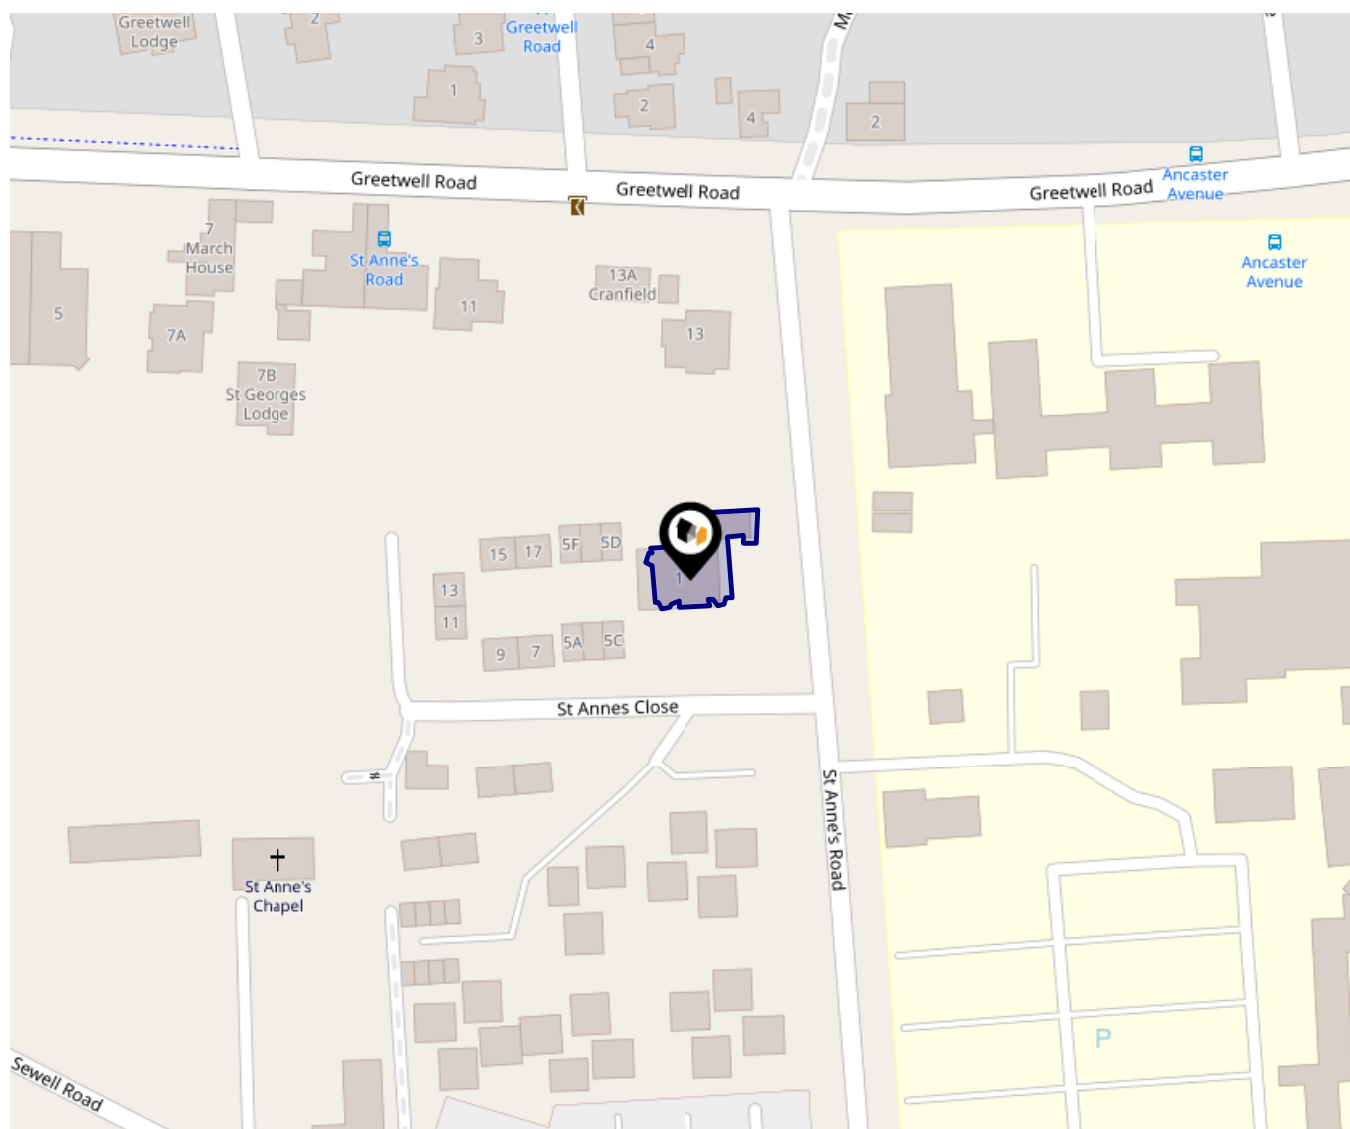 Greetwell
Lodge
2
3
Greetwell
Road
4
1
2
4
2
Greetwell Road
Greetwell Road
Greetwell Road
Ancaster
Avenue
7
March
House
St Anne's
Road
11
13A
Cranfield
13
Ancaster
Avenue
5
7A
7B
St Georges
Lodge
15
17
5F
5D
1
13
11
9
7
5A
5C
St Annes Close
St Anne's Road
St Anne's
Chapel
P
Sewell Road